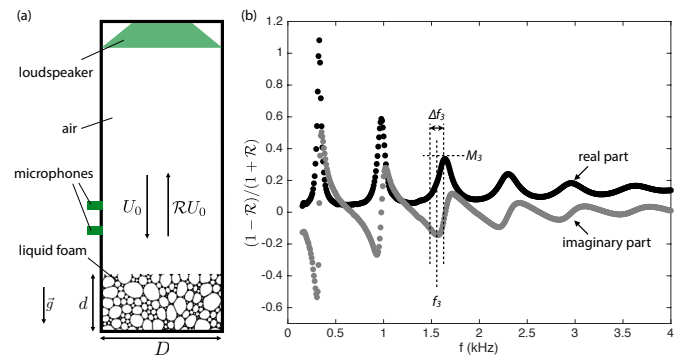 (a)
loudspeaker
air
microphones
U₀
ℛU₀
liquid foam
g⃗
d
D
(b)
(1 − ℛ)/(1 + ℛ)
1.2
1
0.8
0.6
0.4
0.2
0
-0.2
-0.4
-0.6
Δf₃
M₃
real part
imaginary part
f₃
0
0.5
1
1.5
2
2.5
3
3.5
4
f (kHz)